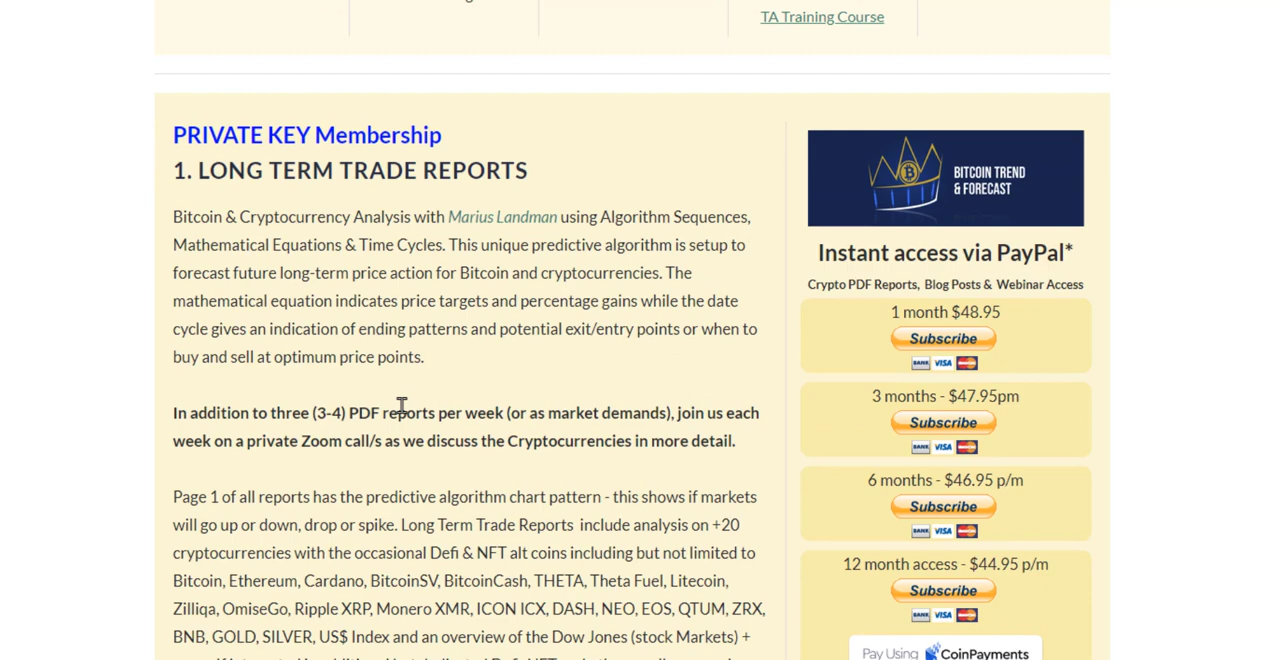 TA Training Course
PRIVATE KEY Membership
1. LONG TERM TRADE REPORTS
Bitcoin & Cryptocurrency Analysis with Marius Landman using Algorithm Sequences,
Mathematical Equations & Time Cycles. This unique predictive algorithm is setup to
forecast future long-term price action for Bitcoin and cryptocurrencies. The
mathematical equation indicates price targets and percentage gains while the date
cycle gives an indication of ending patterns and potential exit/entry points or when to
buy and sell at optimum price points.
In addition to three (3-4) PDF reports per week (or as market demands), join us each
week on a private Zoom call/s as we discuss the Cryptocurrencies in more detail.
Page 1 of all reports has the predictive algorithm chart pattern - this shows if markets
will go up or down, drop or spike. Long Term Trade Reports include analysis on +20
cryptocurrencies with the occasional Defi & NFT alt coins including but not limited to
Bitcoin, Ethereum, Cardano, BitcoinSV, BitcoinCash, THETA, Theta Fuel, Litecoin,
Zilliqa, OmiseGo, Ripple XRP, Monero XMR, ICON ICX, DASH, NEO, EOS, QTUM, ZRX,
BNB, GOLD, SILVER, US$ Index and an overview of the Dow Jones (stock Markets) +
BITCOIN TREND
& FORECAST
Instant access via PayPal*
Crypto PDF Reports, Blog Posts & Webinar Access
1 month $48.95
Subscribe
BANK VISA
3 months - $47.95pm
Subscribe
BANK VISA
6 months - $46.95 p/m
Subscribe
BANK VISA
12 month access - $44.95 p/m
Subscribe
BANK VISA
Pay Using CoinPayments